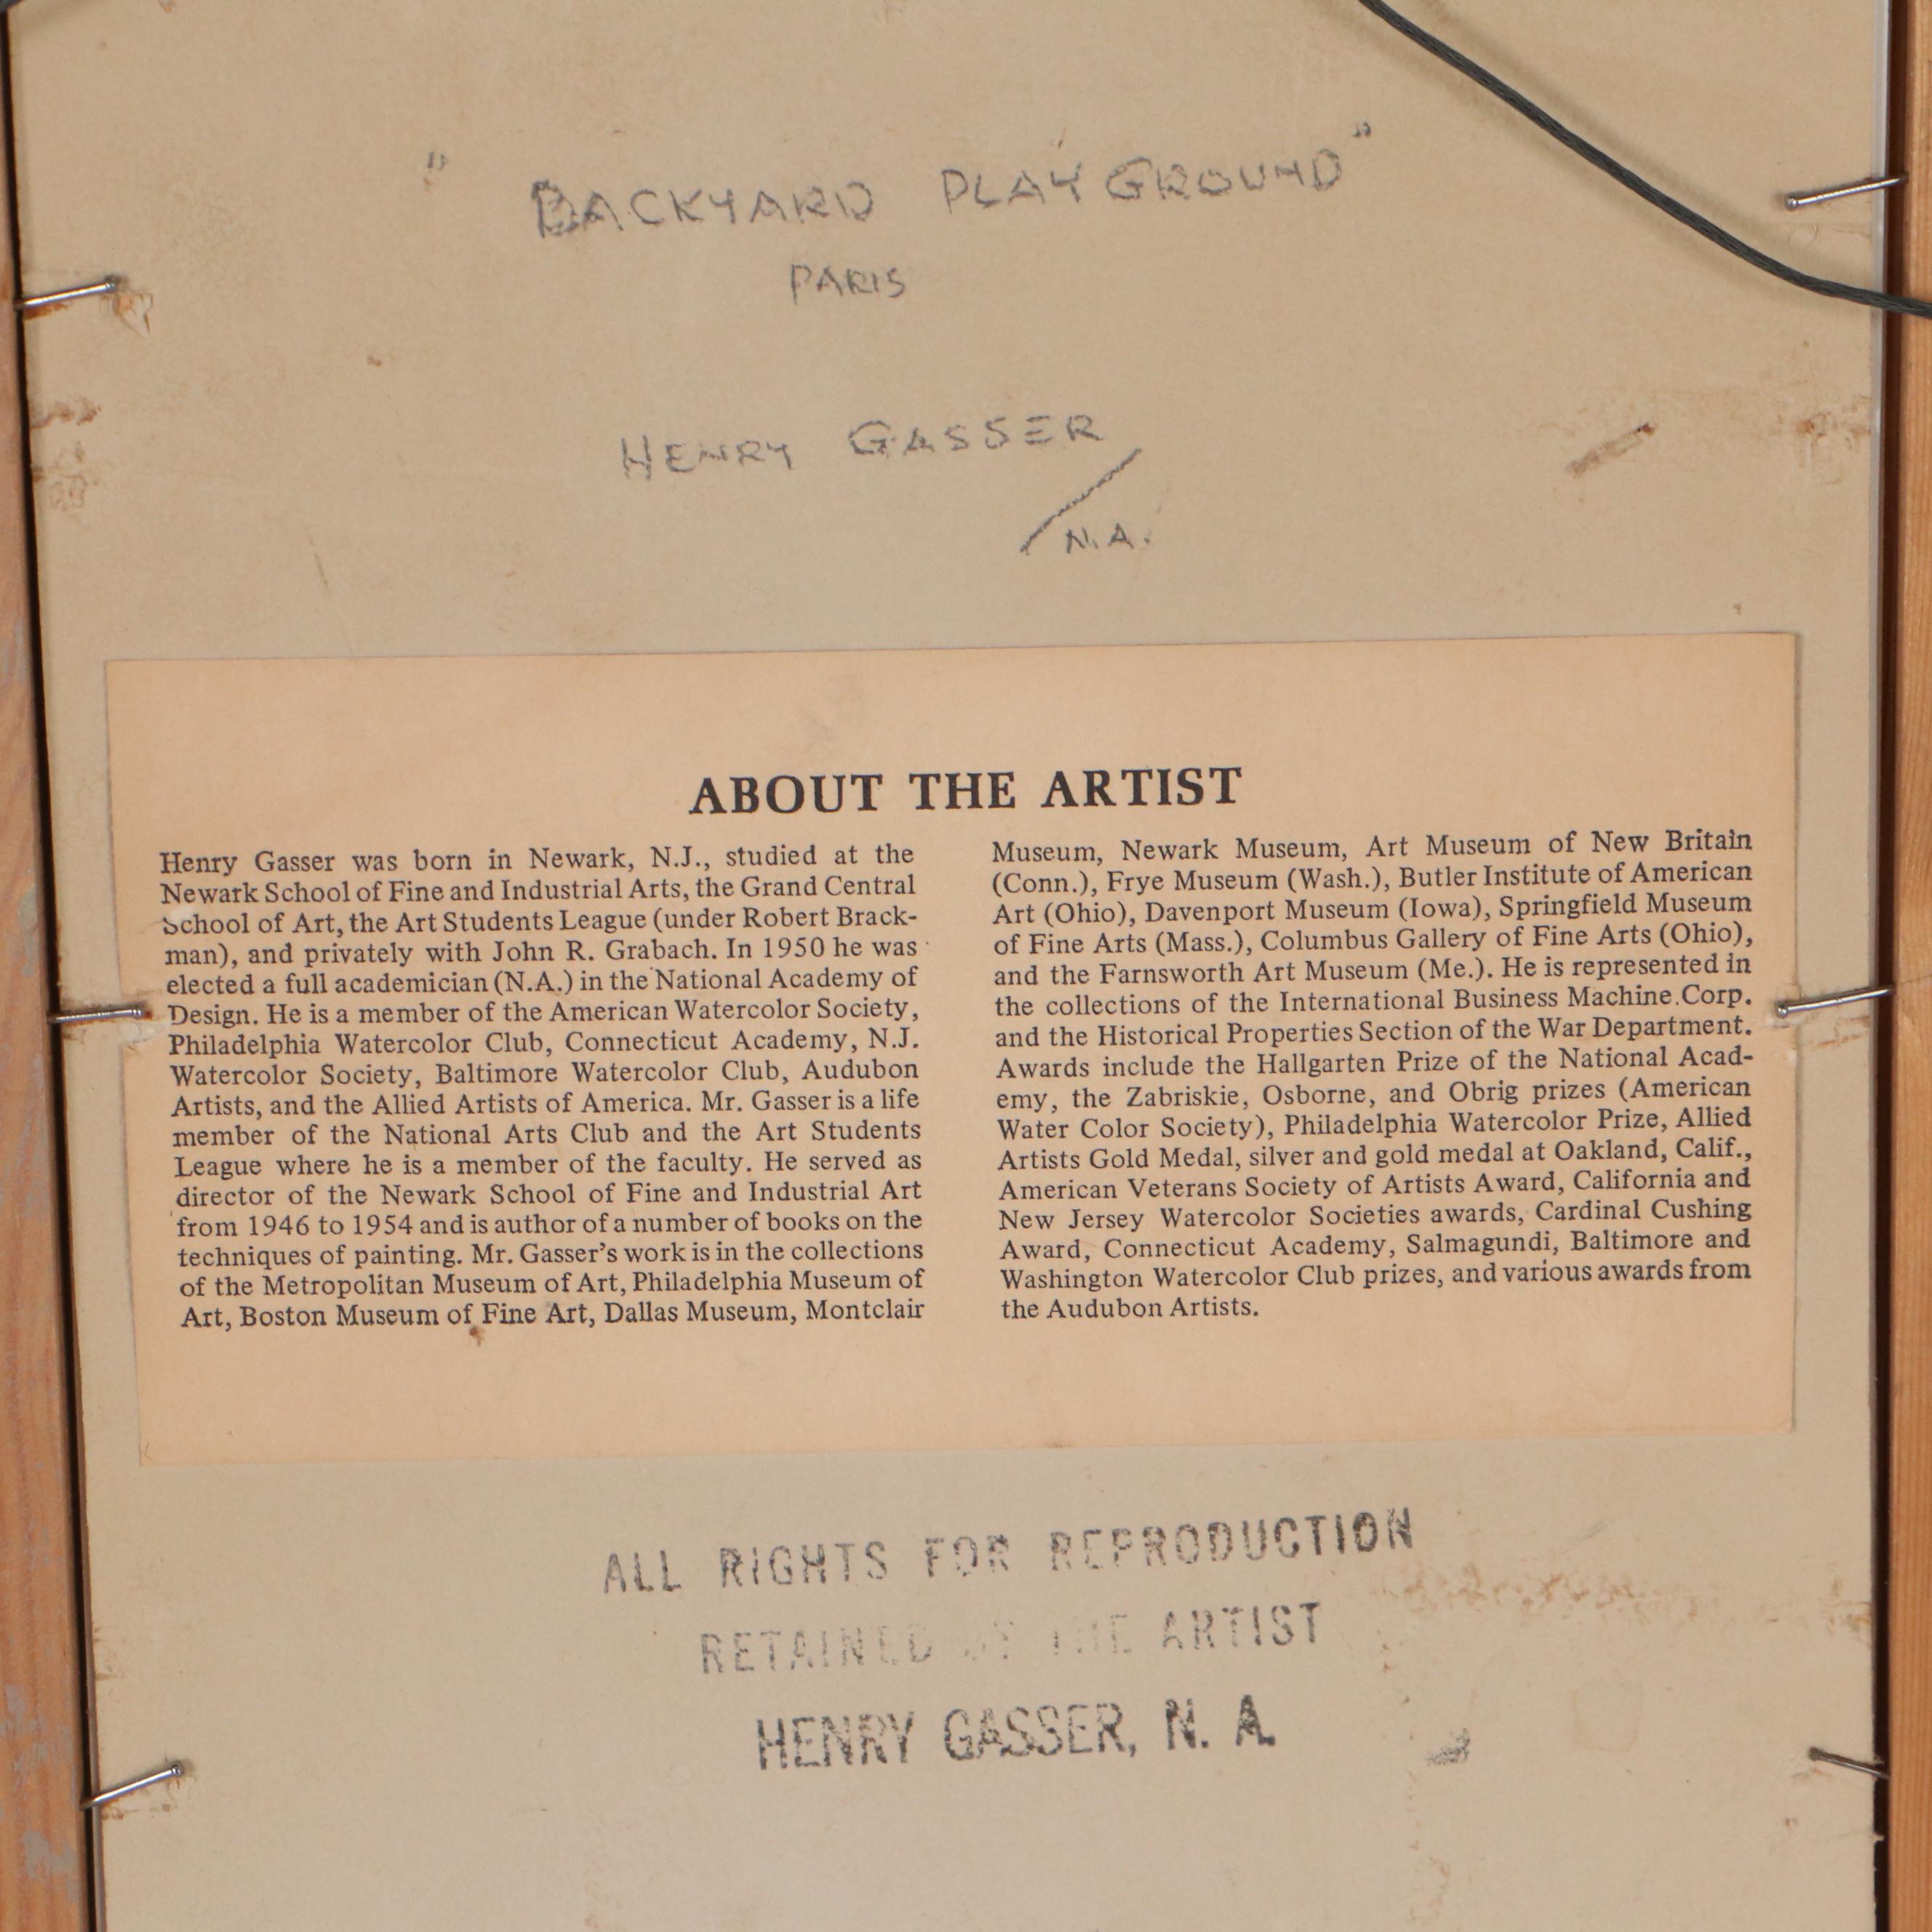 " BACKYARD PLAYGROUND "
PARIS
HENRY GASSER
/ N.A.
ABOUT THE ARTIST
Henry Gasser was born in Newark, N.J., studied at the
Newark School of Fine and Industrial Arts, the Grand Central
School of Art, the Art Students League (under Robert Brack-
man), and privately with John R. Grabach. In 1950 he was
elected a full academician (N.A.) in the National Academy of
Design. He is a member of the American Watercolor Society,
Philadelphia Watercolor Club, Connecticut Academy, N.J.
Watercolor Society, Baltimore Watercolor Club, Audubon
Artists, and the Allied Artists of America. Mr. Gasser is a life
member of the National Arts Club and the Art Students
League where he is a member of the faculty. He served as
director of the Newark School of Fine and Industrial Art
from 1946 to 1954 and is author of a number of books on the
techniques of painting. Mr. Gasser's work is in the collections
of the Metropolitan Museum of Art, Philadelphia Museum of
Art, Boston Museum of Fine Art, Dallas Museum, Montclair
Museum, Newark Museum, Art Museum of New Britain
(Conn.), Frye Museum (Wash.), Butler Institute of American
Art (Ohio), Davenport Museum (Iowa), Springfield Museum
of Fine Arts (Mass.), Columbus Gallery of Fine Arts (Ohio),
and the Farnsworth Art Museum (Me.). He is represented in
the collections of the International Business Machine.Corp.
and the Historical Properties Section of the War Department.
Awards include the Hallgarten Prize of the National Acad-
emy, the Zabriskie, Osborne, and Obrig prizes (American
Water Color Society), Philadelphia Watercolor Prize, Allied
Artists Gold Medal, silver and gold medal at Oakland, Calif.,
American Veterans Society of Artists Award, California and
New Jersey Watercolor Societies awards, Cardinal Cushing
Award, Connecticut Academy, Salmagundi, Baltimore and
Washington Watercolor Club prizes, and various awards from
the Audubon Artists.
ALL RIGHTS FOR REPRODUCTION
RETAINED BY THE ARTIST
HENRY GASSER, N. A.